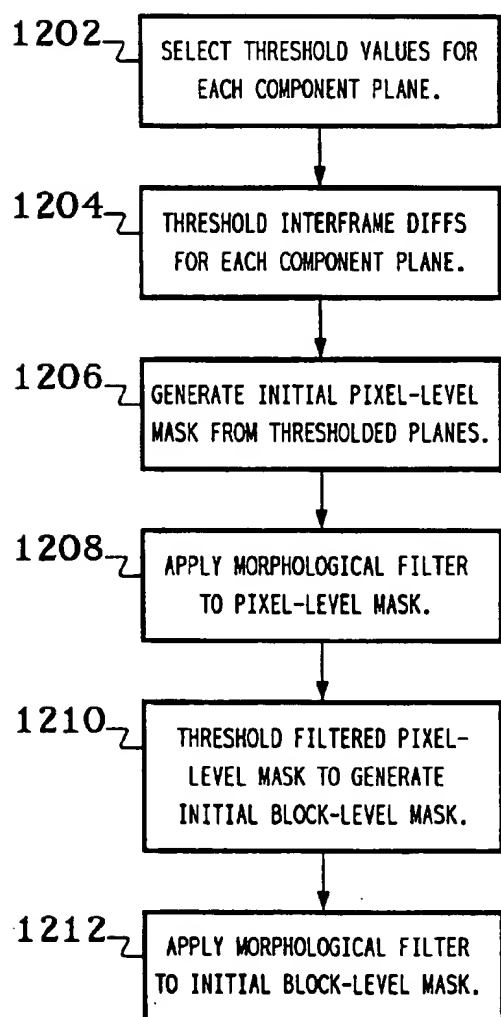 1202
SELECT THRESHOLD VALUES FOR
EACH COMPONENT PLANE.
1204
THRESHOLD INTERFRAME DIFFS
FOR EACH COMPONENT PLANE.
1206
GENERATE INITIAL PIXEL-LEVEL
MASK FROM THRESHOLDED PLANES.
1208
APPLY MORPHOLOGICAL FILTER
TO PIXEL-LEVEL MASK.
1210
THRESHOLD FILTERED PIXEL-
LEVEL MASK TO GENERATE
INITIAL BLOCK-LEVEL MASK.
1212
APPLY MORPHOLOGICAL FILTER
TO INITIAL BLOCK-LEVEL MASK.